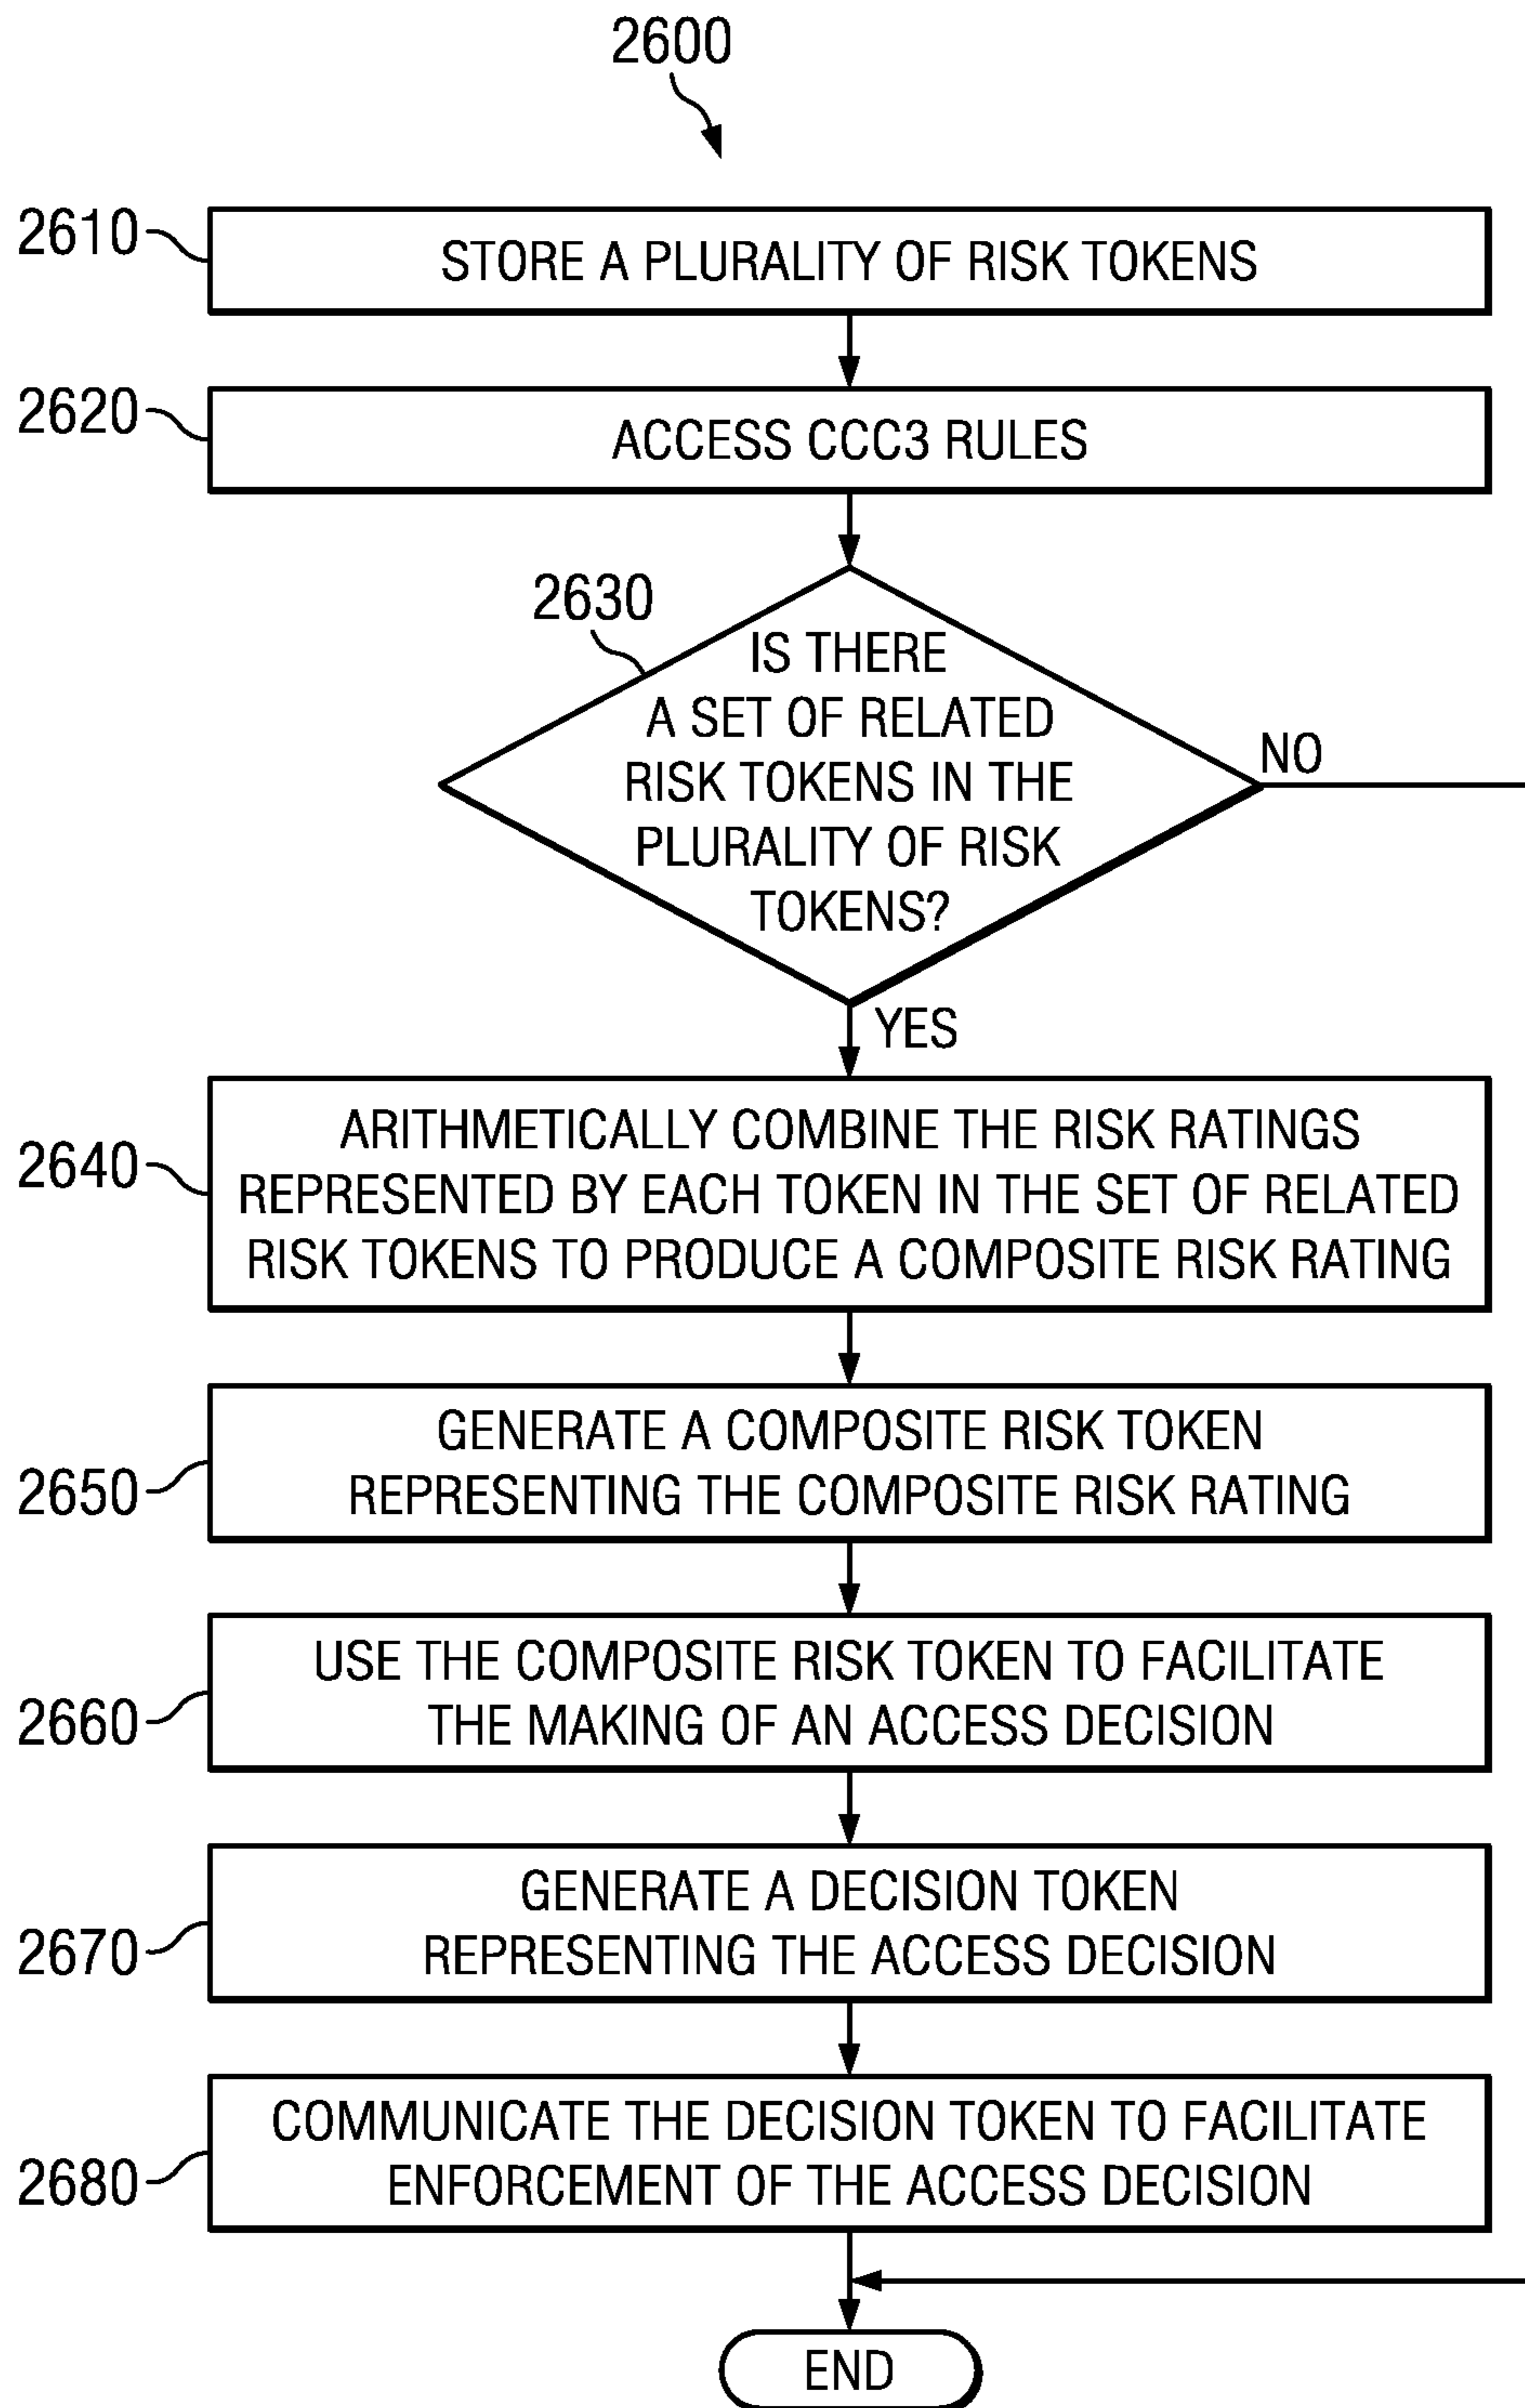 2600
2610
STORE A PLURALITY OF RISK TOKENS
2620
ACCESS CCC3 RULES
2630
IS THERE
A SET OF RELATED
RISK TOKENS IN THE
PLURALITY OF RISK
TOKENS?
NO
YES
2640
ARITHMETICALLY COMBINE THE RISK RATINGS
REPRESENTED BY EACH TOKEN IN THE SET OF RELATED
RISK TOKENS TO PRODUCE A COMPOSITE RISK RATING
2650
GENERATE A COMPOSITE RISK TOKEN
REPRESENTING THE COMPOSITE RISK RATING
2660
USE THE COMPOSITE RISK TOKEN TO FACILITATE
THE MAKING OF AN ACCESS DECISION
2670
GENERATE A DECISION TOKEN
REPRESENTING THE ACCESS DECISION
2680
COMMUNICATE THE DECISION TOKEN TO FACILITATE
ENFORCEMENT OF THE ACCESS DECISION
END